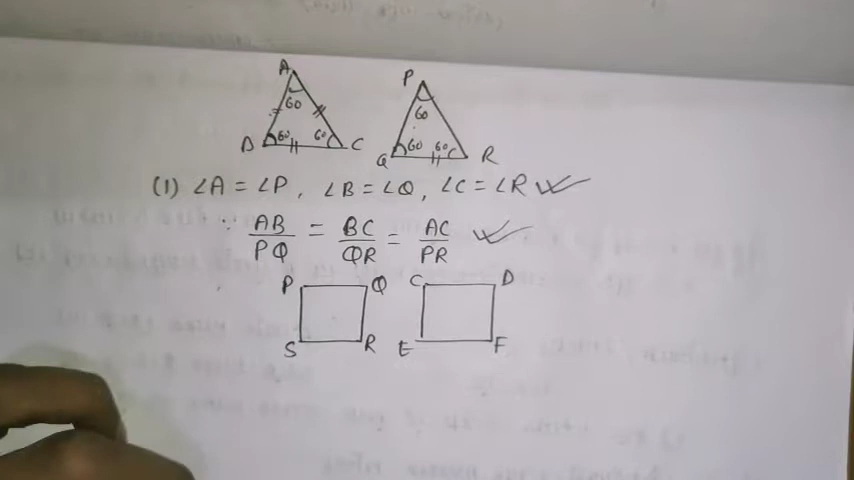 A P
60 60
D 60 60 C Q 60 60 R
(1) ∠A = ∠P, ∠B = ∠Q, ∠C = ∠R
∵ AB/PQ = BC/QR = AC/PR
P Q C D
S R E F